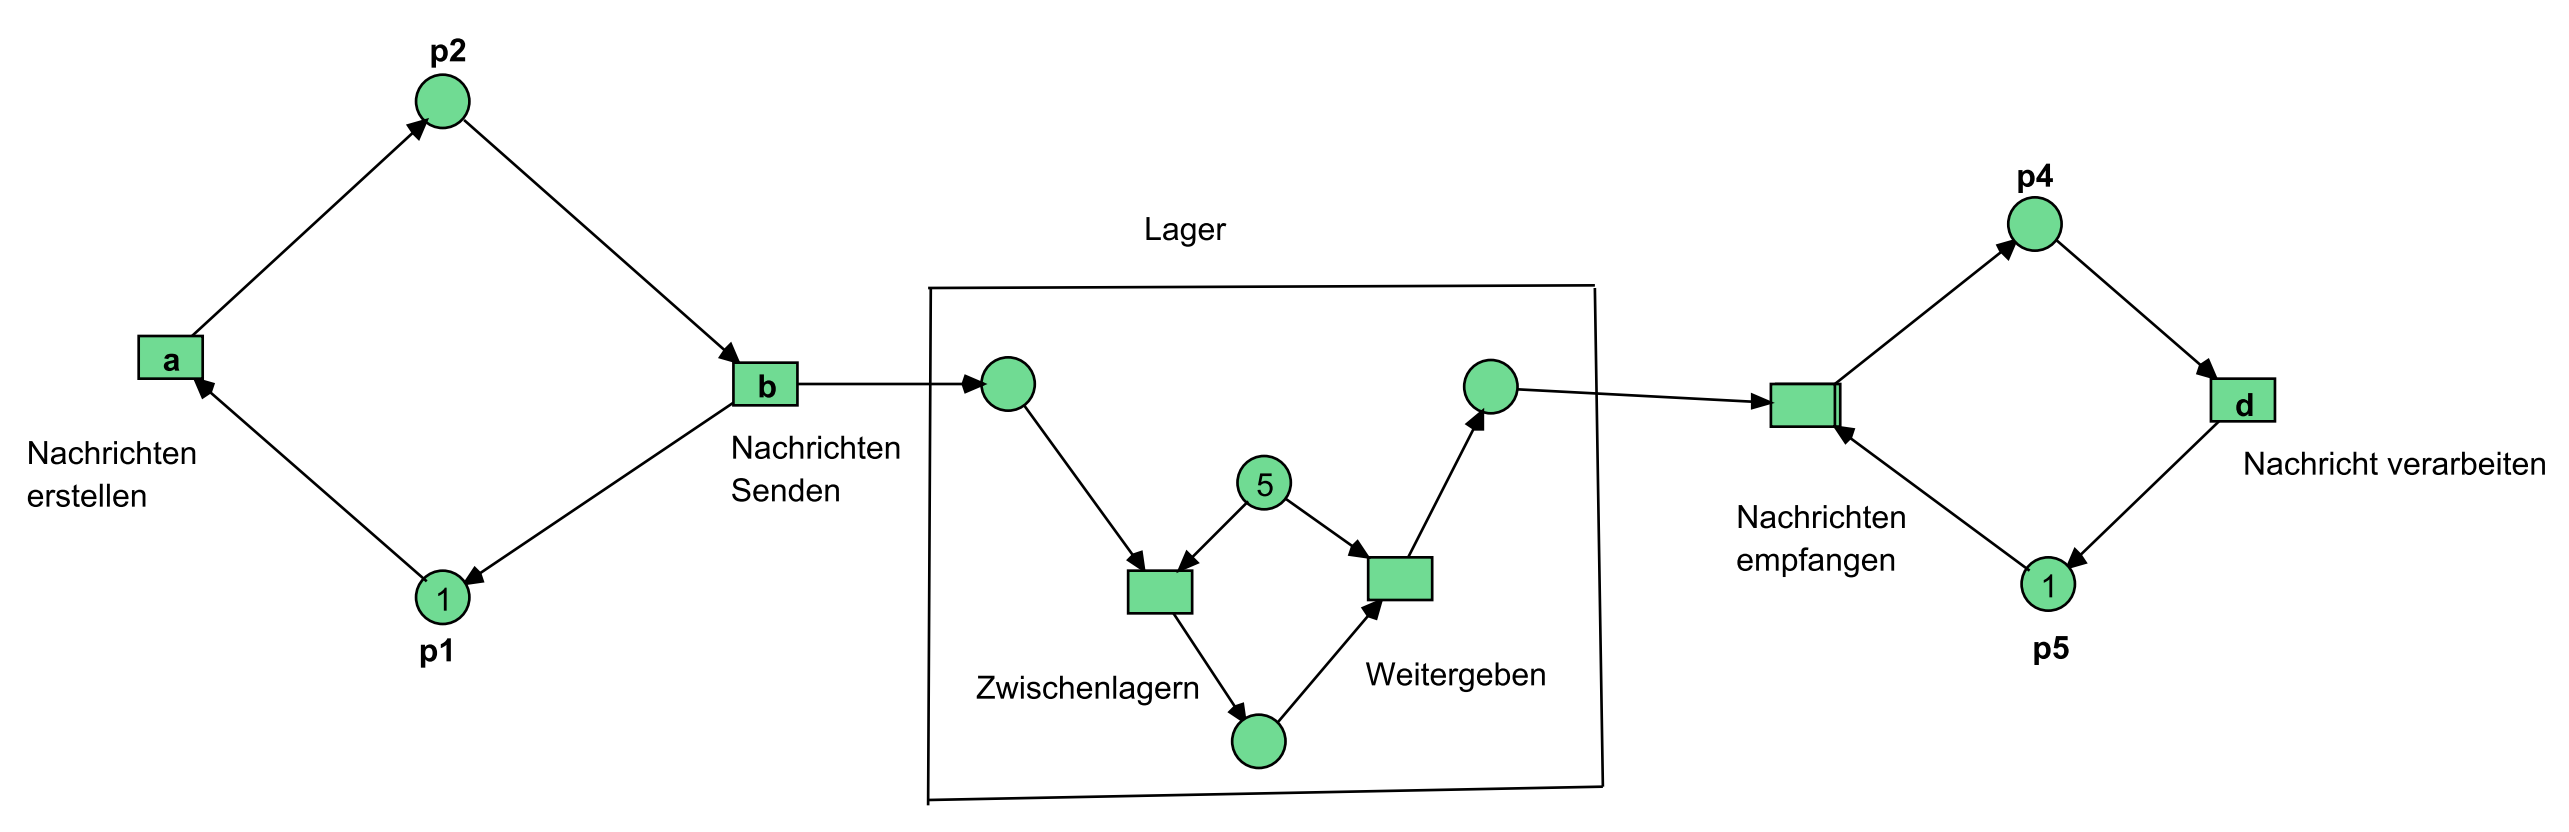 p2
p4
Lager
a
b
d
Nachrichten
erstellen
Nachrichten
Senden
5
Nachricht verarbeiten
Nachrichten
empfangen
1
p1
1
p5
Zwischenlagern
Weitergeben